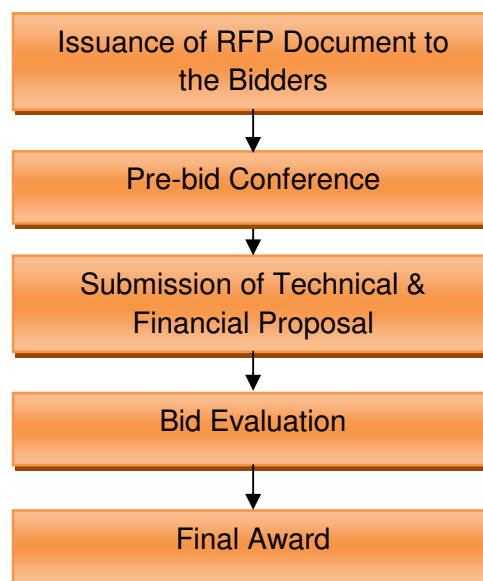 Issuance of RFP Document to
the Bidders
Pre-bid Conference
Submission of Technical &
Financial Proposal
Bid Evaluation
Final Award